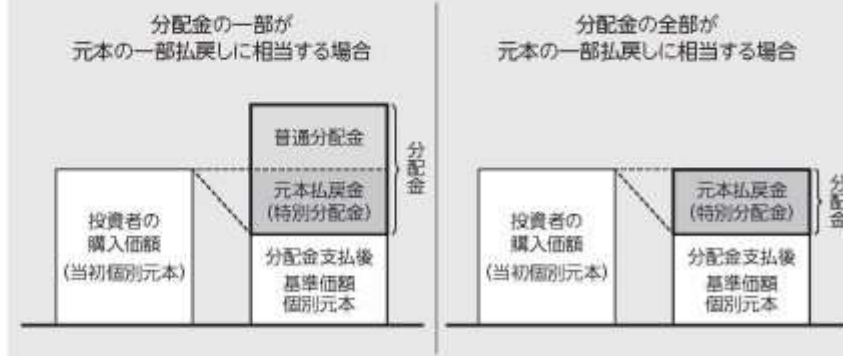 分配金の一部が
元本の一部払戻しに相当する場合
普通分配金
元本払戻金
(特別分配金)
分配金
投資者の
購入価額
(当初個別元本)
分配金支払後
基準価額
個別元本
分配金の全部が
元本の一部払戻しに相当する場合
元本払戻金
(特別分配金)
分配金
投資者の
購入価額
(当初個別元本)
分配金支払後
基準価額
個別元本